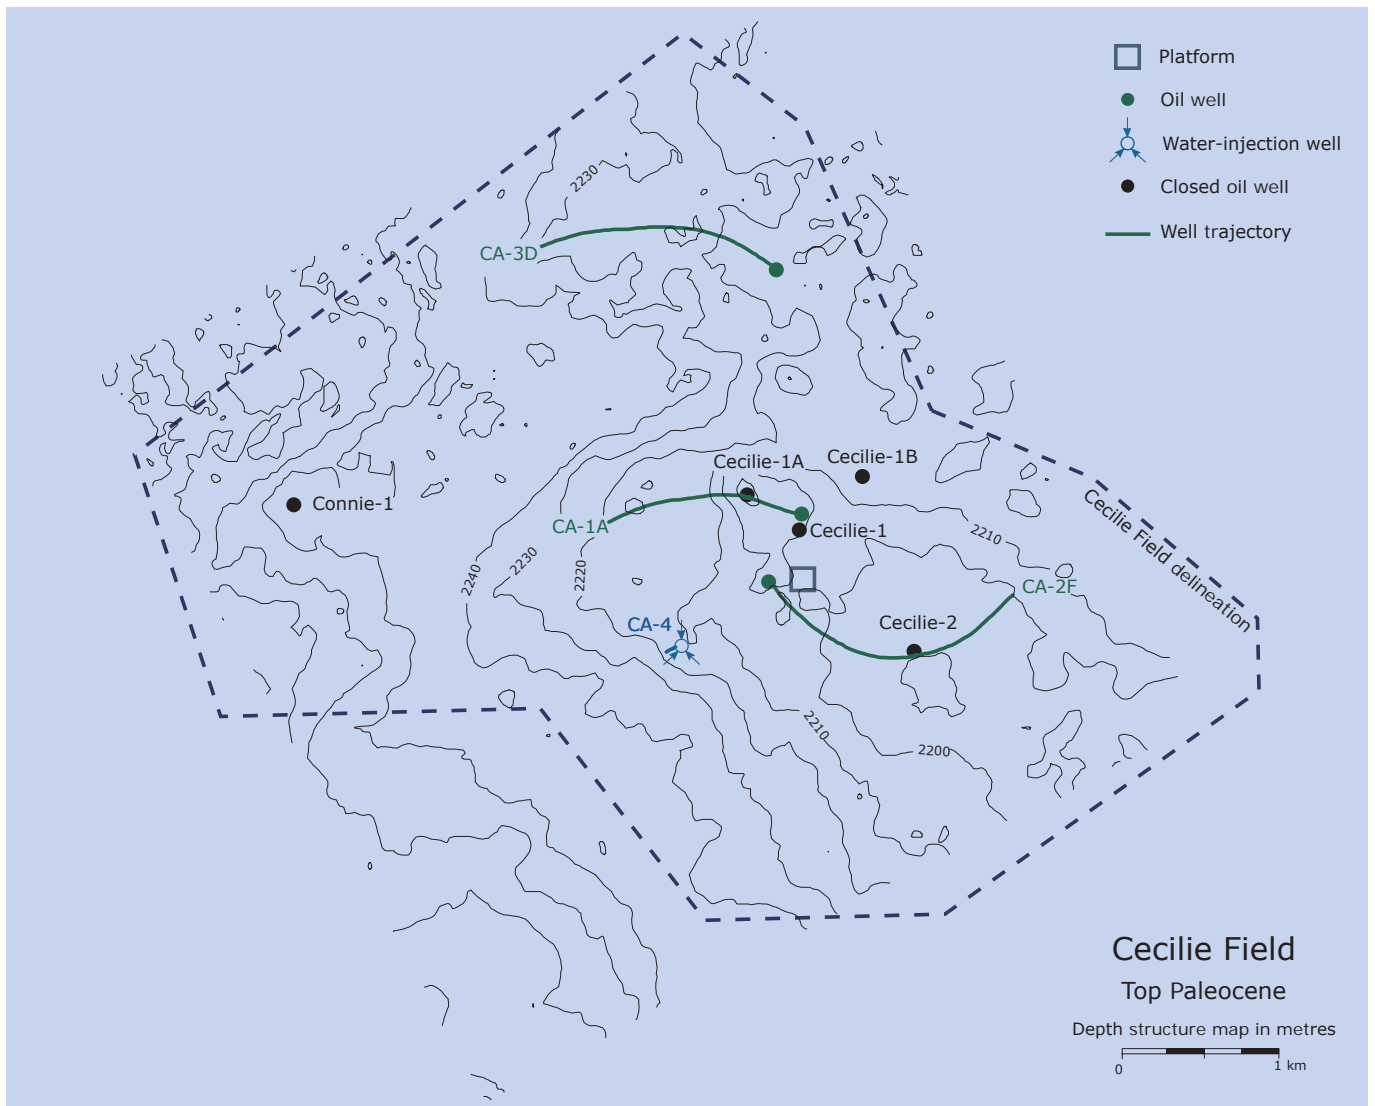 Platform
Oil well
Water-injection well
Closed oil well
Well trajectory
2230
CA-3D
Cecilie-1A
Cecilie-1B
Connie-1
CA-1A
Cecilie-1
Cecilie Field delineation
2210
2240
2230
2220
CA-2F
CA-4
Cecilie-2
2210
2200
Cecilie Field
Top Paleocene
Depth structure map in metres
0
1 km